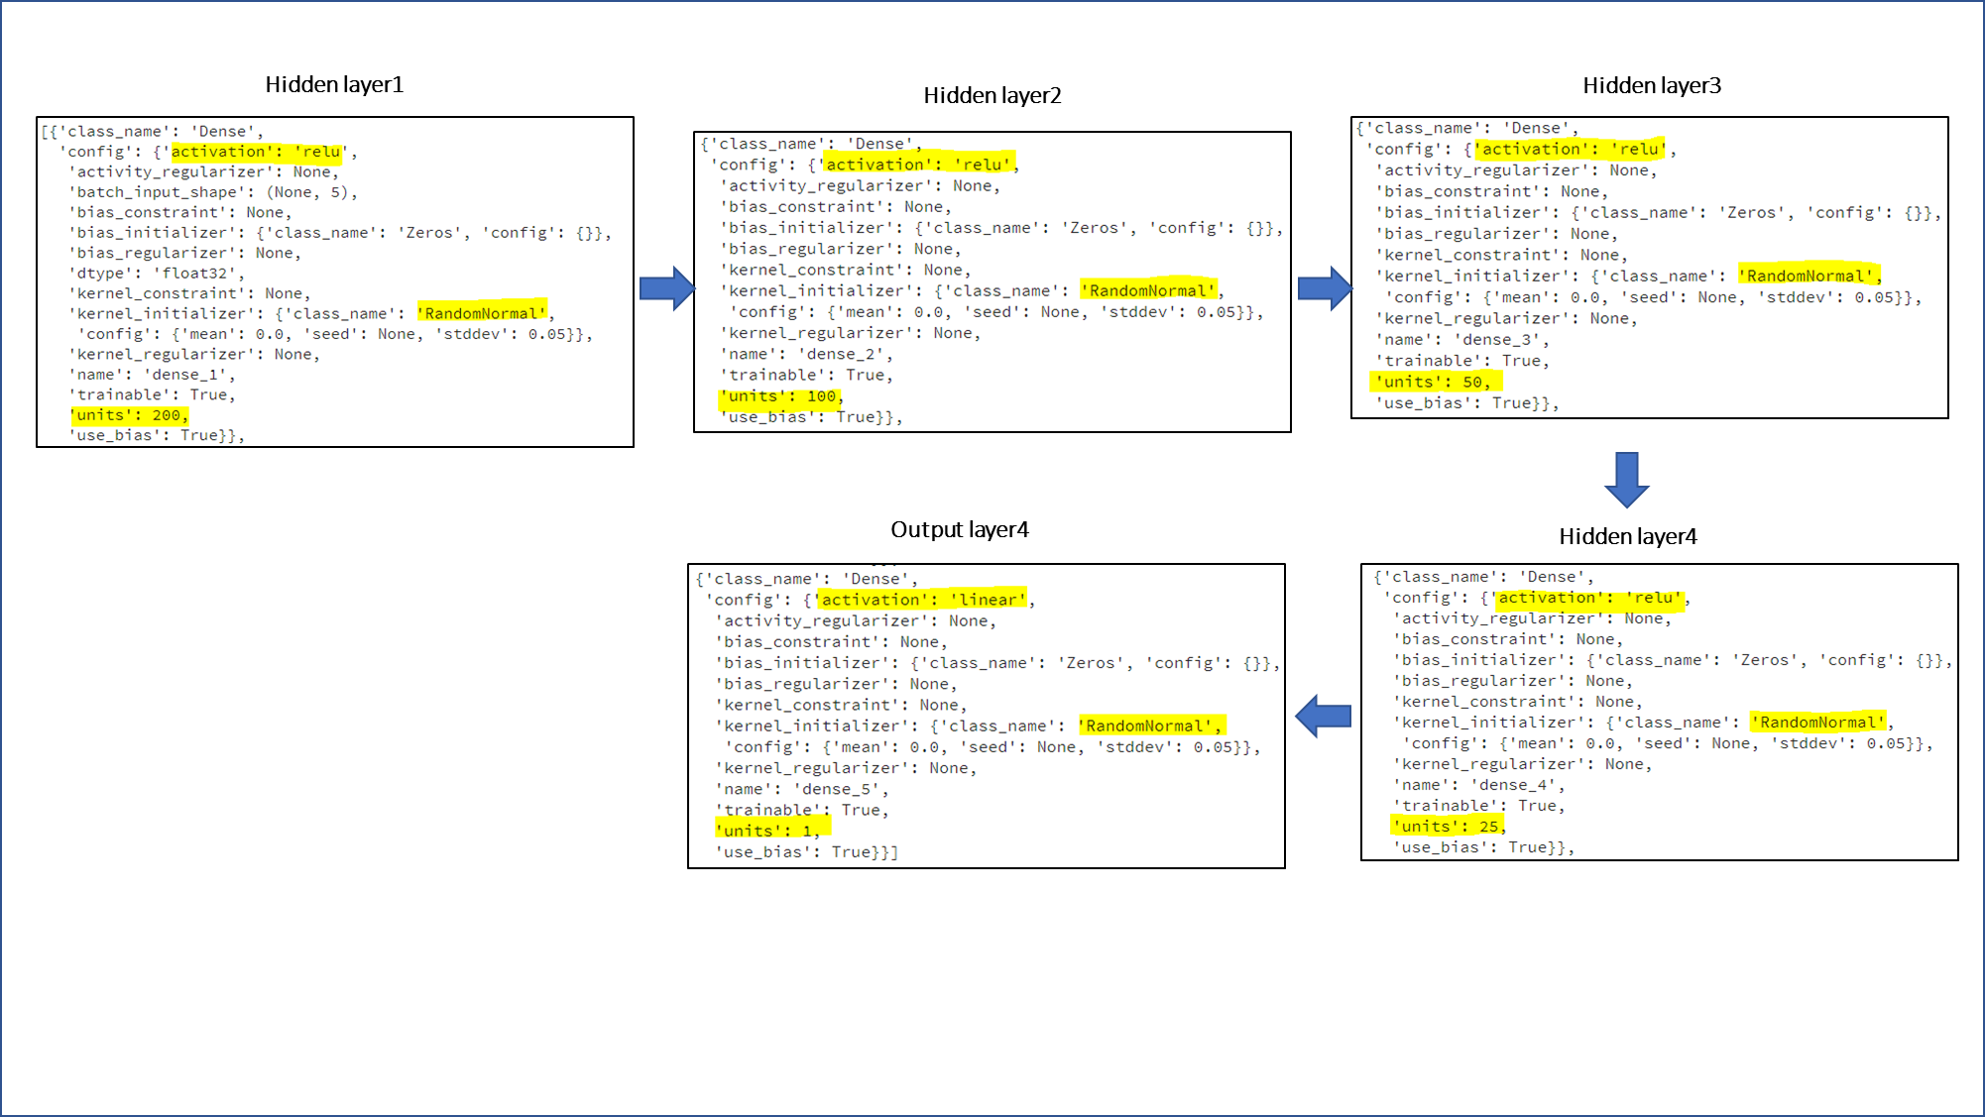 Hidden layer1
[{'class_name': 'Dense',
'config': {'activation': 'relu',
'activity_regularizer': None,
'batch_input_shape': (None, 5),
'bias_constraint': None,
'bias_initializer': {'class_name': 'Zeros', 'config': {}},
'bias_regularizer': None,
'dtype': 'float32',
'kernel_constraint': None,
'kernel_initializer': {'class_name': 'RandomNormal',
'config': {'mean': 0.0, 'seed': None, 'stddev': 0.05}},
'kernel_regularizer': None,
'name': 'dense_1',
'trainable': True,
'units': 200,
'use_bias': True}},
Hidden layer2
{'class_name': 'Dense',
'config': {'activation': 'relu',
'activity_regularizer': None,
'bias_constraint': None,
'bias_initializer': {'class_name': 'Zeros', 'config': {}},
'bias_regularizer': None,
'kernel_constraint': None,
'kernel_initializer': {'class_name': 'RandomNormal',
'config': {'mean': 0.0, 'seed': None, 'stddev': 0.05}},
'kernel_regularizer': None,
'name': 'dense_2',
'trainable': True,
'units': 100,
'use_bias': True}},
Hidden layer3
{'class_name': 'Dense',
'config': {'activation': 'relu',
'activity_regularizer': None,
'bias_constraint': None,
'bias_initializer': {'class_name': 'Zeros', 'config': {}},
'bias_regularizer': None,
'kernel_constraint': None,
'kernel_initializer': {'class_name': 'RandomNormal',
'config': {'mean': 0.0, 'seed': None, 'stddev': 0.05}},
'kernel_regularizer': None,
'name': 'dense_3',
'trainable': True,
'units': 50,
'use_bias': True}},
Hidden layer4
{'class_name': 'Dense',
'config': {'activation': 'relu',
'activity_regularizer': None,
'bias_constraint': None,
'bias_initializer': {'class_name': 'Zeros', 'config': {}},
'bias_regularizer': None,
'kernel_constraint': None,
'kernel_initializer': {'class_name': 'RandomNormal',
'config': {'mean': 0.0, 'seed': None, 'stddev': 0.05}},
'kernel_regularizer': None,
'name': 'dense_4',
'trainable': True,
'units': 25,
'use_bias': True}},
Output layer4
{'class_name': 'Dense',
'config': {'activation': 'linear',
'activity_regularizer': None,
'bias_constraint': None,
'bias_initializer': {'class_name': 'Zeros', 'config': {}},
'bias_regularizer': None,
'kernel_constraint': None,
'kernel_initializer': {'class_name': 'RandomNormal',
'config': {'mean': 0.0, 'seed': None, 'stddev': 0.05}},
'kernel_regularizer': None,
'name': 'dense_5',
'trainable': True,
'units': 1,
'use_bias': True}}]